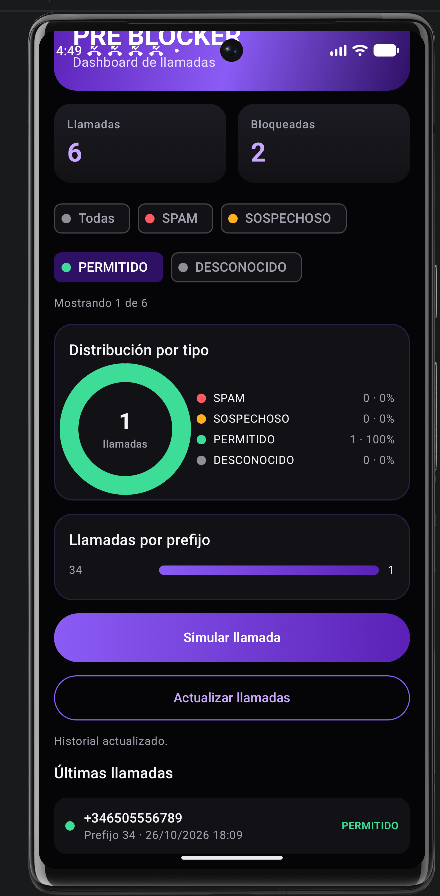 PRE BLOCKER
4:49
Dashboard de llamadas
Llamadas
6
Bloqueadas
2
Todas
SPAM
SOSPECHOSO
PERMITIDO
DESCONOCIDO
Mostrando 1 de 6
Distribución por tipo
1
llamadas
SPAM 0 · 0%
SOSPECHOSO 0 · 0%
PERMITIDO 1 · 100%
DESCONOCIDO 0 · 0%
Llamadas por prefijo
34 1
Simular llamada
Actualizar llamadas
Historial actualizado.
Últimas llamadas
+346505556789
Prefijo 34 · 26/10/2026 18:09
PERMITIDO